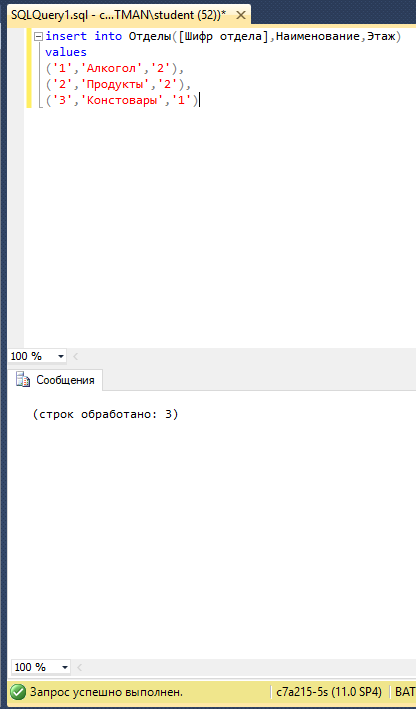 SQLQuery1.sql - c...TMAN\student (52))*
insert into Отделы([Шифр отдела],Наименование,Этаж)
values
('1','Алкогол','2'),
('2','Продукты','2'),
('3','Констовары','1')
100 %
Сообщения
(строк обработано: 3)
100 %
Запрос успешно выполнен.
c7a215-5s (11.0 SP4)
BAT